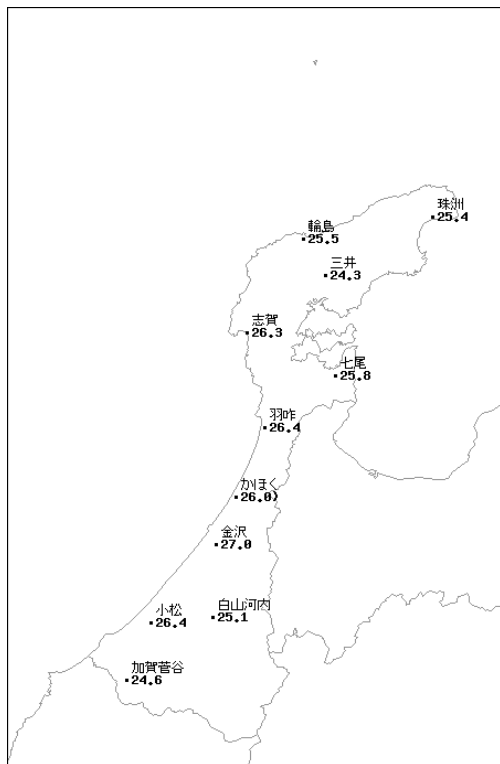 珠洲
25.4
輪島
25.5
三井
24.3
志賀
26.3
七尾
25.8
羽咋
26.4
かほく
26.0)
金沢
27.0
白山河内
25.1
小松
26.4
加賀菅谷
24.6